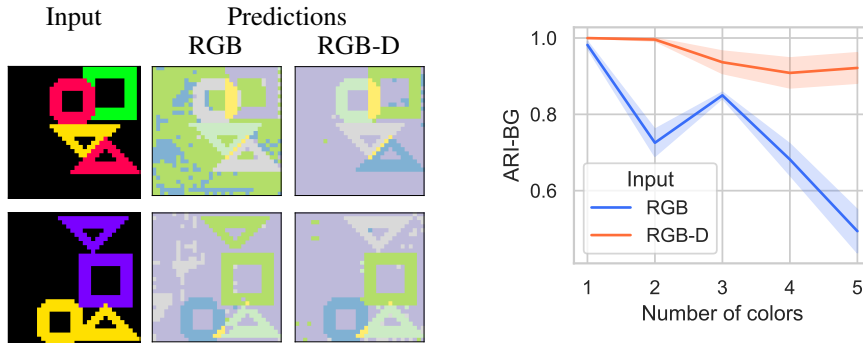 Input
Predictions
RGB
RGB-D
1.0
0.8
0.6
ARI-BG
Input
RGB
RGB-D
1
2
3
4
5
Number of colors